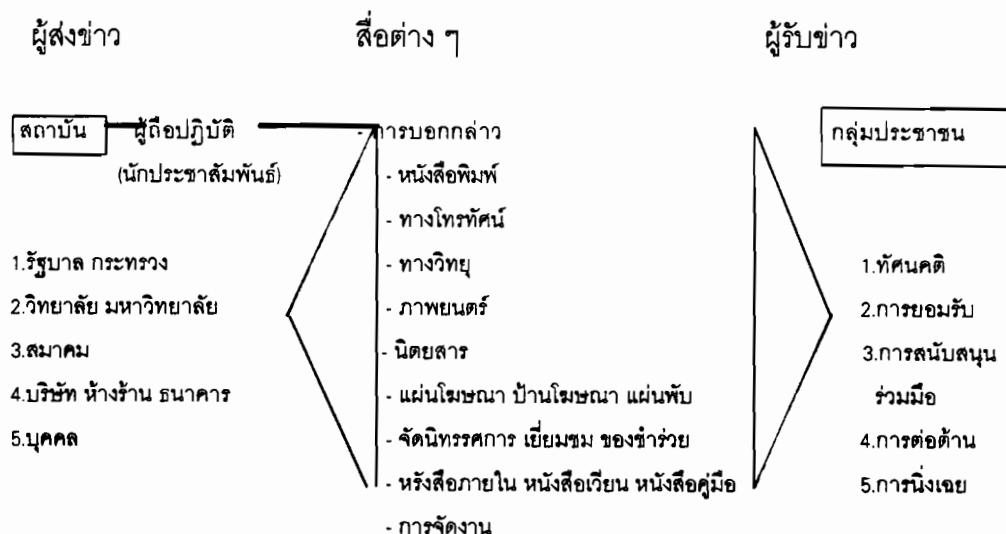 ผู้ส่งข่าว สื่อต่าง ๆ ผู้รับข่าว
สถาบัน ผู้ถือปฏิบัติ - การบอกกล่าว กลุ่มประชาชน
(นักประชาสัมพันธ์) - หนังสือพิมพ์
- ทางโทรทัศน์
1.รัฐบาล กระทรวง - ทางวิทยุ 1.ทัศนคติ
2.วิทยาลัย มหาวิทยาลัย - ภาพยนตร์ 2.การยอมรับ
3.สมาคม - นิตยสาร 3.การสนับสนุน
4.บริษัท ห้างร้าน ธนาคาร - แผ่นโฆษณา ป้านโฆษณา แผ่นพับ ร่วมมือ
5.บุคคล - จัดนิทรรศการ เยี่ยมชม ของชำร่วย 4.การต่อต้าน
- หรังสือภายใน หนังสือเวียน หนังสือคู่มือ 5.การนิ่งเฉย
- การจัดงาน